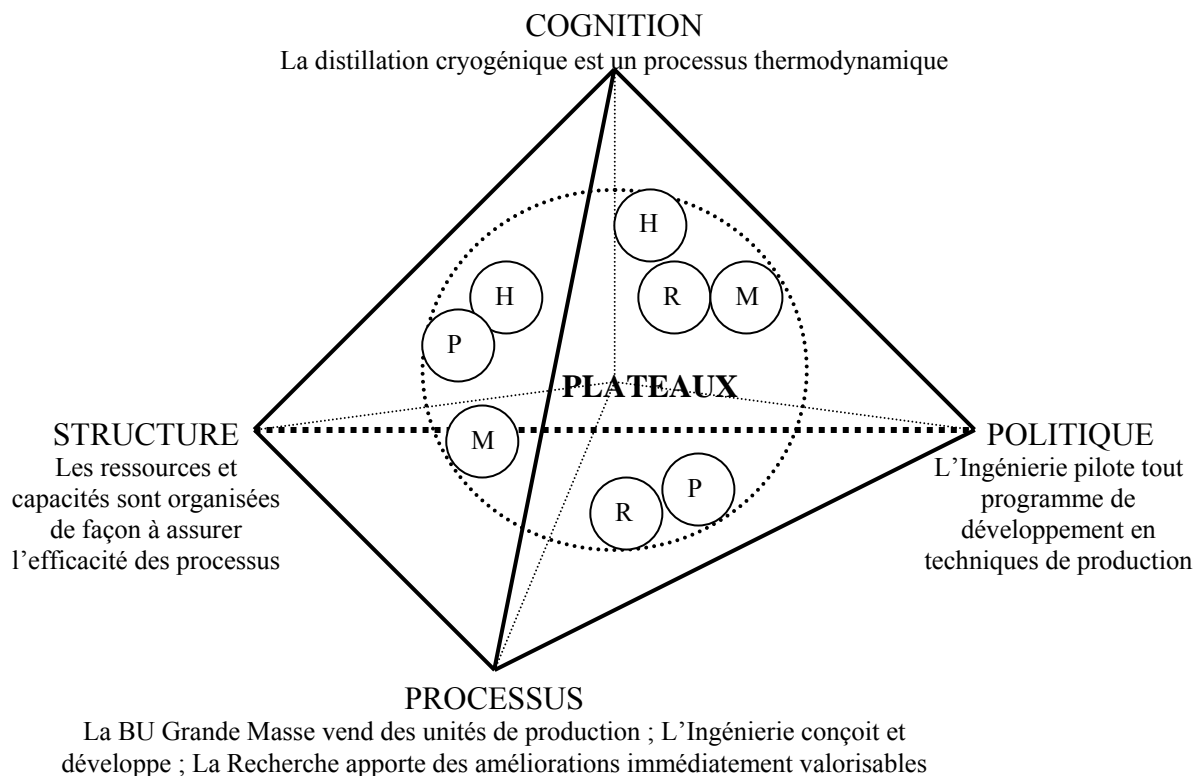 COGNITION
La distillation cryogénique est un processus thermodynamique
H
H
R M
P
PLATEAUX
STRUCTURE
Les ressources et
capacités sont organisées
de façon à assurer
l’efficacité des processus
M
POLITIQUE
L’Ingénierie pilote tout
programme de
développement en
techniques de production
R P
PROCESSUS
La BU Grande Masse vend des unités de production ; L’Ingénierie conçoit et
développe ; La Recherche apporte des améliorations immédiatement valorisables